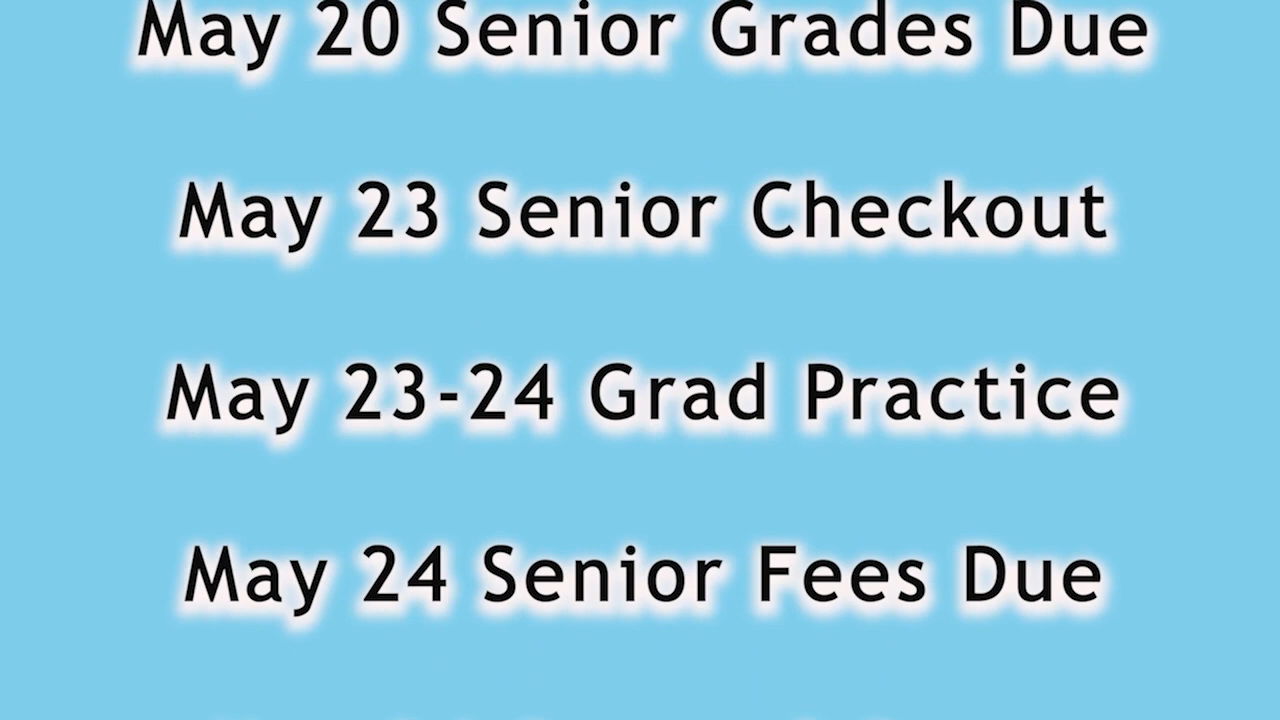 May 20 Senior Grades Due
May 23 Senior Checkout
May 23-24 Grad Practice
May 24 Senior Fees Due